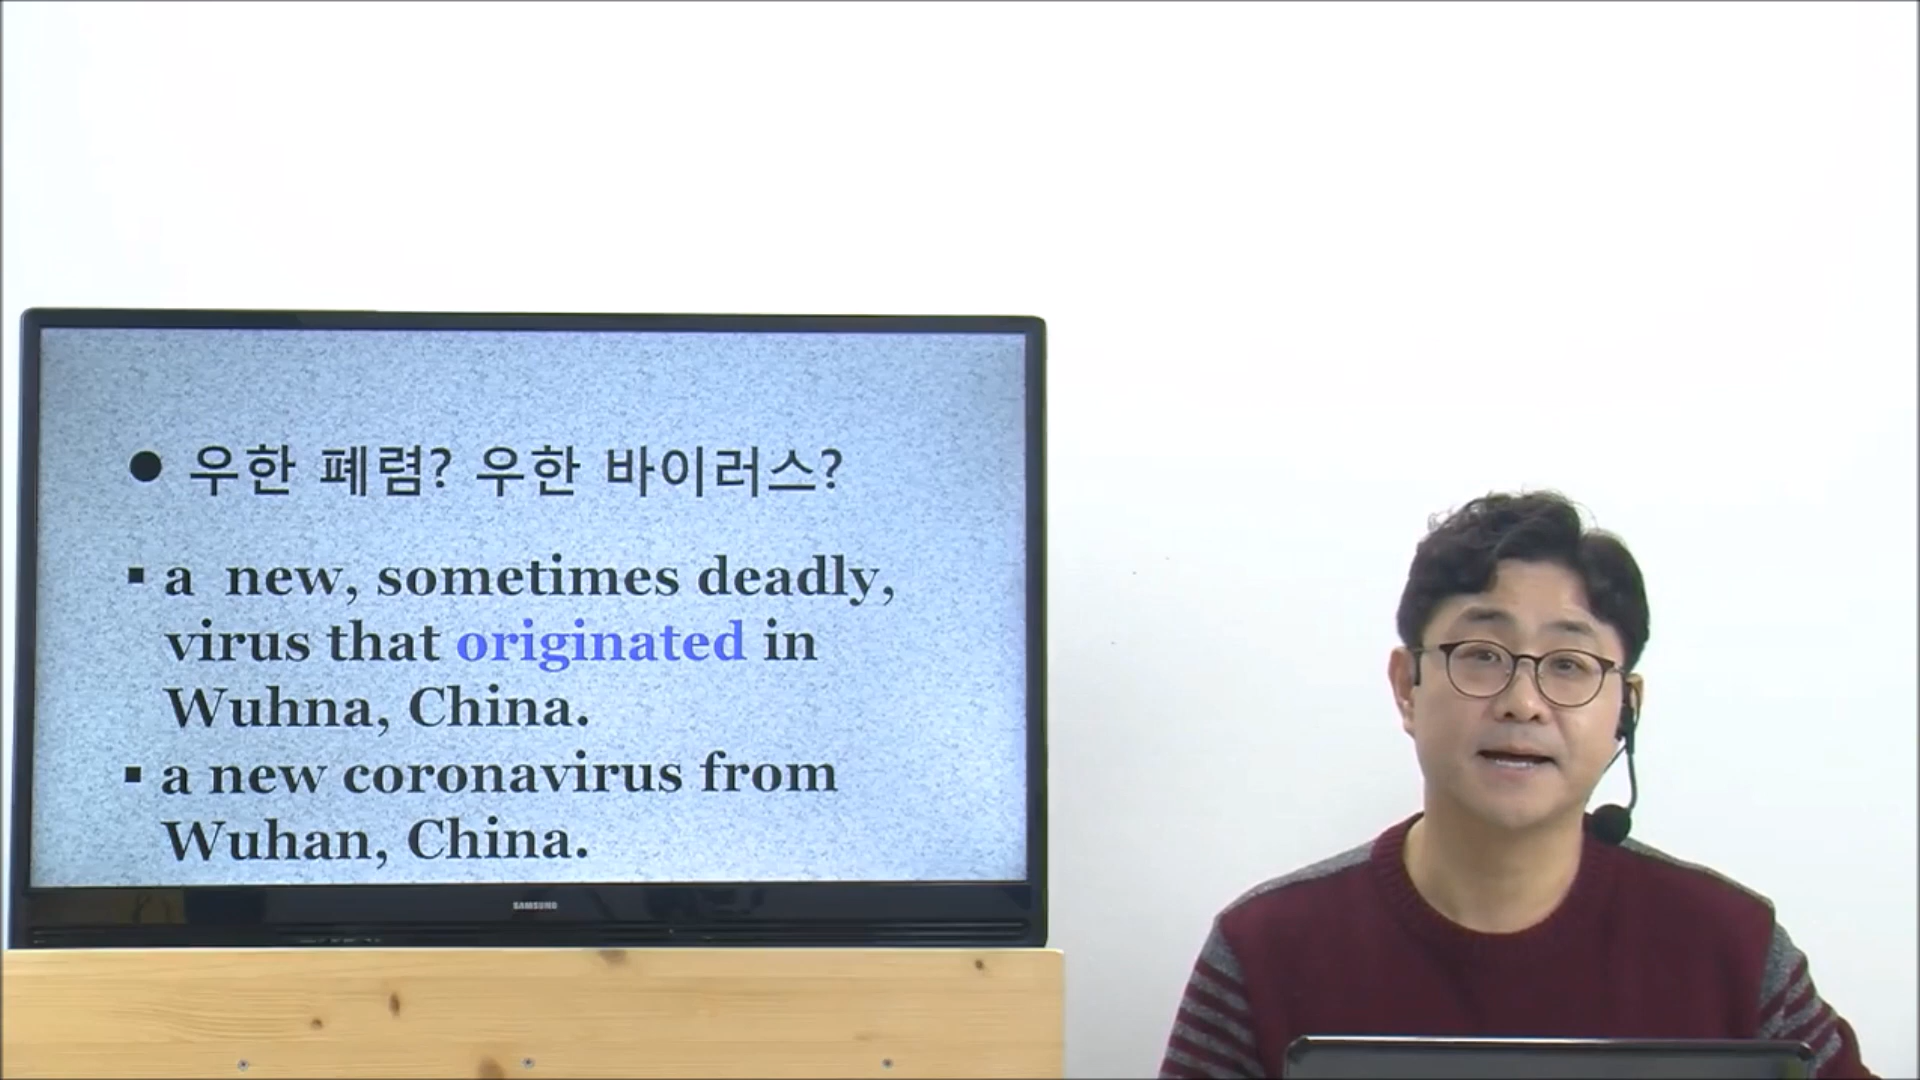 ● 우한 폐렴? 우한 바이러스?
▪ a new, sometimes deadly,
virus that originated in
Wuhna, China.
▪ a new coronavirus from
Wuhan, China.
SAMSUNG